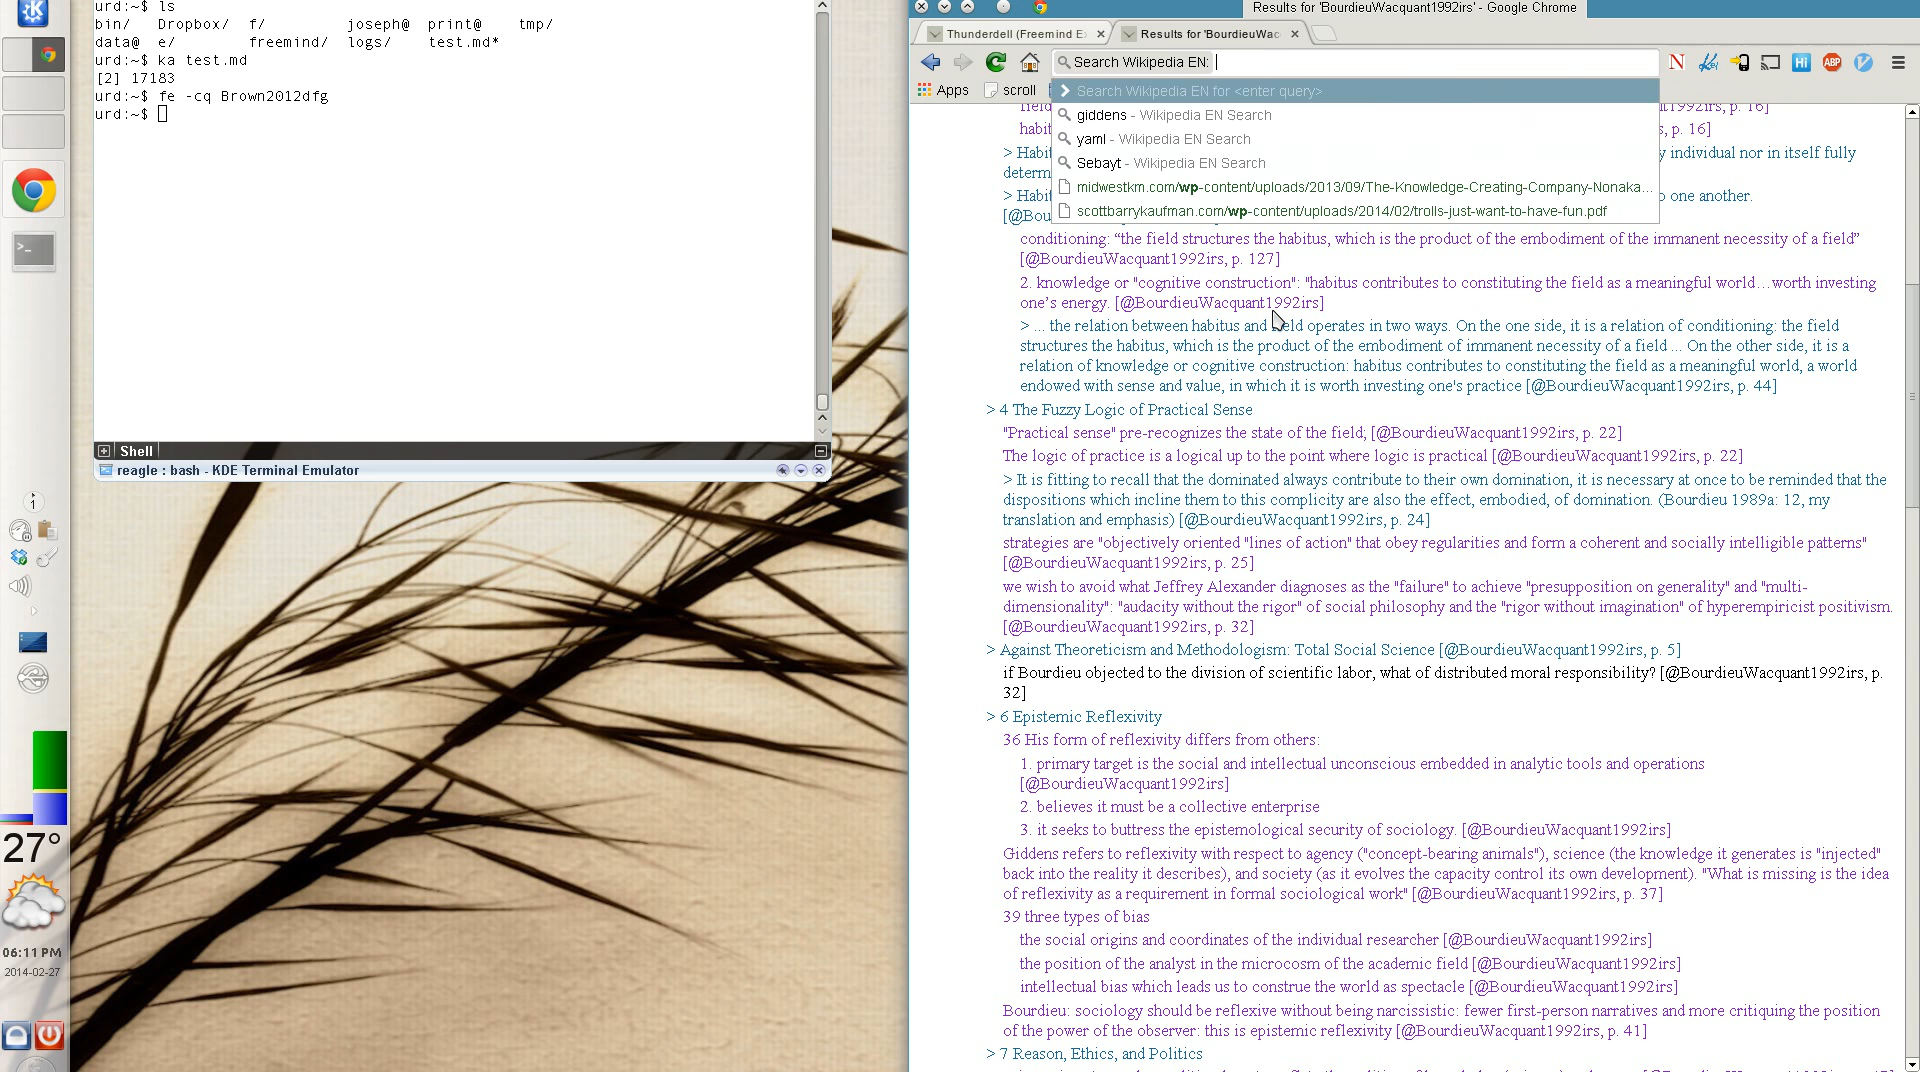 urd:~$ ls
bin/ Dropbox/ f/ joseph@ print@ tmp/
data@ e/ freemind/ logs/ test.md*
urd:~$ ka test.md
[2] 17183
urd:~$ fe -cq Brown2012dfg
urd:~$
Shell
reagle : bash - KDE Terminal Emulator
1
27°
06:11 PM
2014-02-27
Results for 'BourdieuWacquant1992irs' - Google Chrome
Thunderdell (Freemind Ex
Results for 'BourdieuWac
Search Wikipedia EN:
N
Hi
ABP
Apps
scroll
Search Wikipedia EN for <enter query>
giddens - Wikipedia EN Search
yaml - Wikipedia EN Search
Sebayt - Wikipedia EN Search
midwestkm.com/wp-content/uploads/2013/09/The-Knowledge-Creating-Company-Nonaka...
scottbarrykaufman.com/wp-content/uploads/2014/02/trolls-just-want-to-have-fun.pdf
p. 16]
habit s, p. 16]
> Habit y individual nor in itself fully
determ
> Habit o one another.
[@Bou
conditioning: “the field structures the habitus, which is the product of the embodiment of the immanent necessity of a field”
[@BourdieuWacquant1992irs, p. 127]
2. knowledge or "cognitive construction": "habitus contributes to constituting the field as a meaningful world…worth investing
one’s energy. [@BourdieuWacquant1992irs]
> ... the relation between habitus and field operates in two ways. On the one side, it is a relation of conditioning: the field
structures the habitus, which is the product of the embodiment of immanent necessity of a field ... On the other side, it is a
relation of knowledge or cognitive construction: habitus contributes to constituting the field as a meaningful world, a world
endowed with sense and value, in which it is worth investing one's practice [@BourdieuWacquant1992irs, p. 44]
> 4 The Fuzzy Logic of Practical Sense
"Practical sense" pre-recognizes the state of the field; [@BourdieuWacquant1992irs, p. 22]
The logic of practice is a logical up to the point where logic is practical [@BourdieuWacquant1992irs, p. 22]
> It is fitting to recall that the dominated always contribute to their own domination, it is necessary at once to be reminded that the
dispositions which incline them to this complicity are also the effect, embodied, of domination. (Bourdieu 1989a: 12, my
translation and emphasis) [@BourdieuWacquant1992irs, p. 24]
strategies are "objectively oriented "lines of action" that obey regularities and form a coherent and socially intelligible patterns"
[@BourdieuWacquant1992irs, p. 25]
we wish to avoid what Jeffrey Alexander diagnoses as the "failure" to achieve "presupposition on generality" and "multi-
dimensionality": "audacity without the rigor" of social philosophy and the "rigor without imagination" of hyperempiricist positivism.
[@BourdieuWacquant1992irs, p. 32]
> Against Theoreticism and Methodologism: Total Social Science [@BourdieuWacquant1992irs, p. 5]
if Bourdieu objected to the division of scientific labor, what of distributed moral responsibility? [@BourdieuWacquant1992irs, p.
32]
> 6 Epistemic Reflexivity
36 His form of reflexivity differs from others:
1. primary target is the social and intellectual unconscious embedded in analytic tools and operations
[@BourdieuWacquant1992irs]
2. believes it must be a collective enterprise
3. it seeks to buttress the epistemological security of sociology. [@BourdieuWacquant1992irs]
Giddens refers to reflexivity with respect to agency ("concept-bearing animals"), science (the knowledge it generates is "injected"
back into the reality it describes), and society (as it evolves the capacity control its own development). "What is missing is the idea
of reflexivity as a requirement in formal sociological work" [@BourdieuWacquant1992irs, p. 37]
39 three types of bias
the social origins and coordinates of the individual researcher [@BourdieuWacquant1992irs]
the position of the analyst in the microcosm of the academic field [@BourdieuWacquant1992irs]
intellectual bias which leads us to construe the world as spectacle [@BourdieuWacquant1992irs]
Bourdieu: sociology should be reflexive without being narcissistic: fewer first-person narratives and more critiquing the position
of the power of the observer: this is epistemic reflexivity [@BourdieuWacquant1992irs, p. 41]
> 7 Reason, Ethics, and Politics